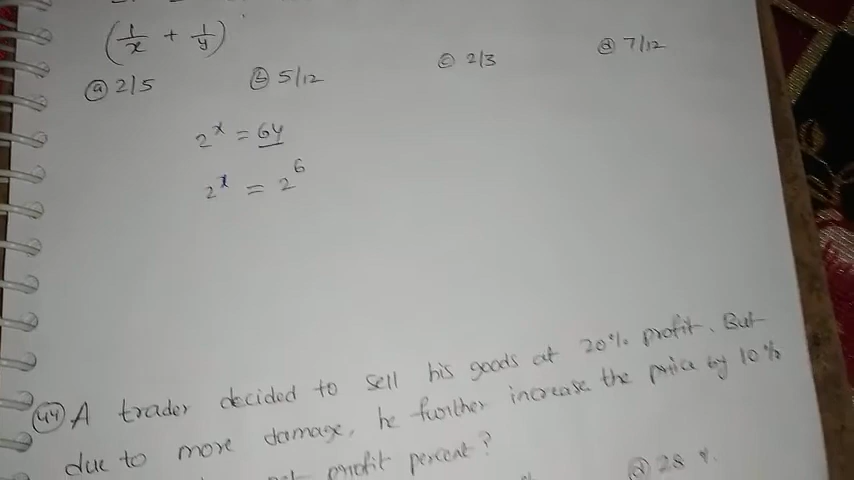 (1/x + 1/y)
(a) 2/5 (b) 5/12 (c) 2/3 (d) 7/12
2^x = 64
2^x = 2^6
(44) A trader decided to sell his goods at 20% profit. But
due to more damage, he further increase the price by 10%
profit percent?
(d) 28 %.